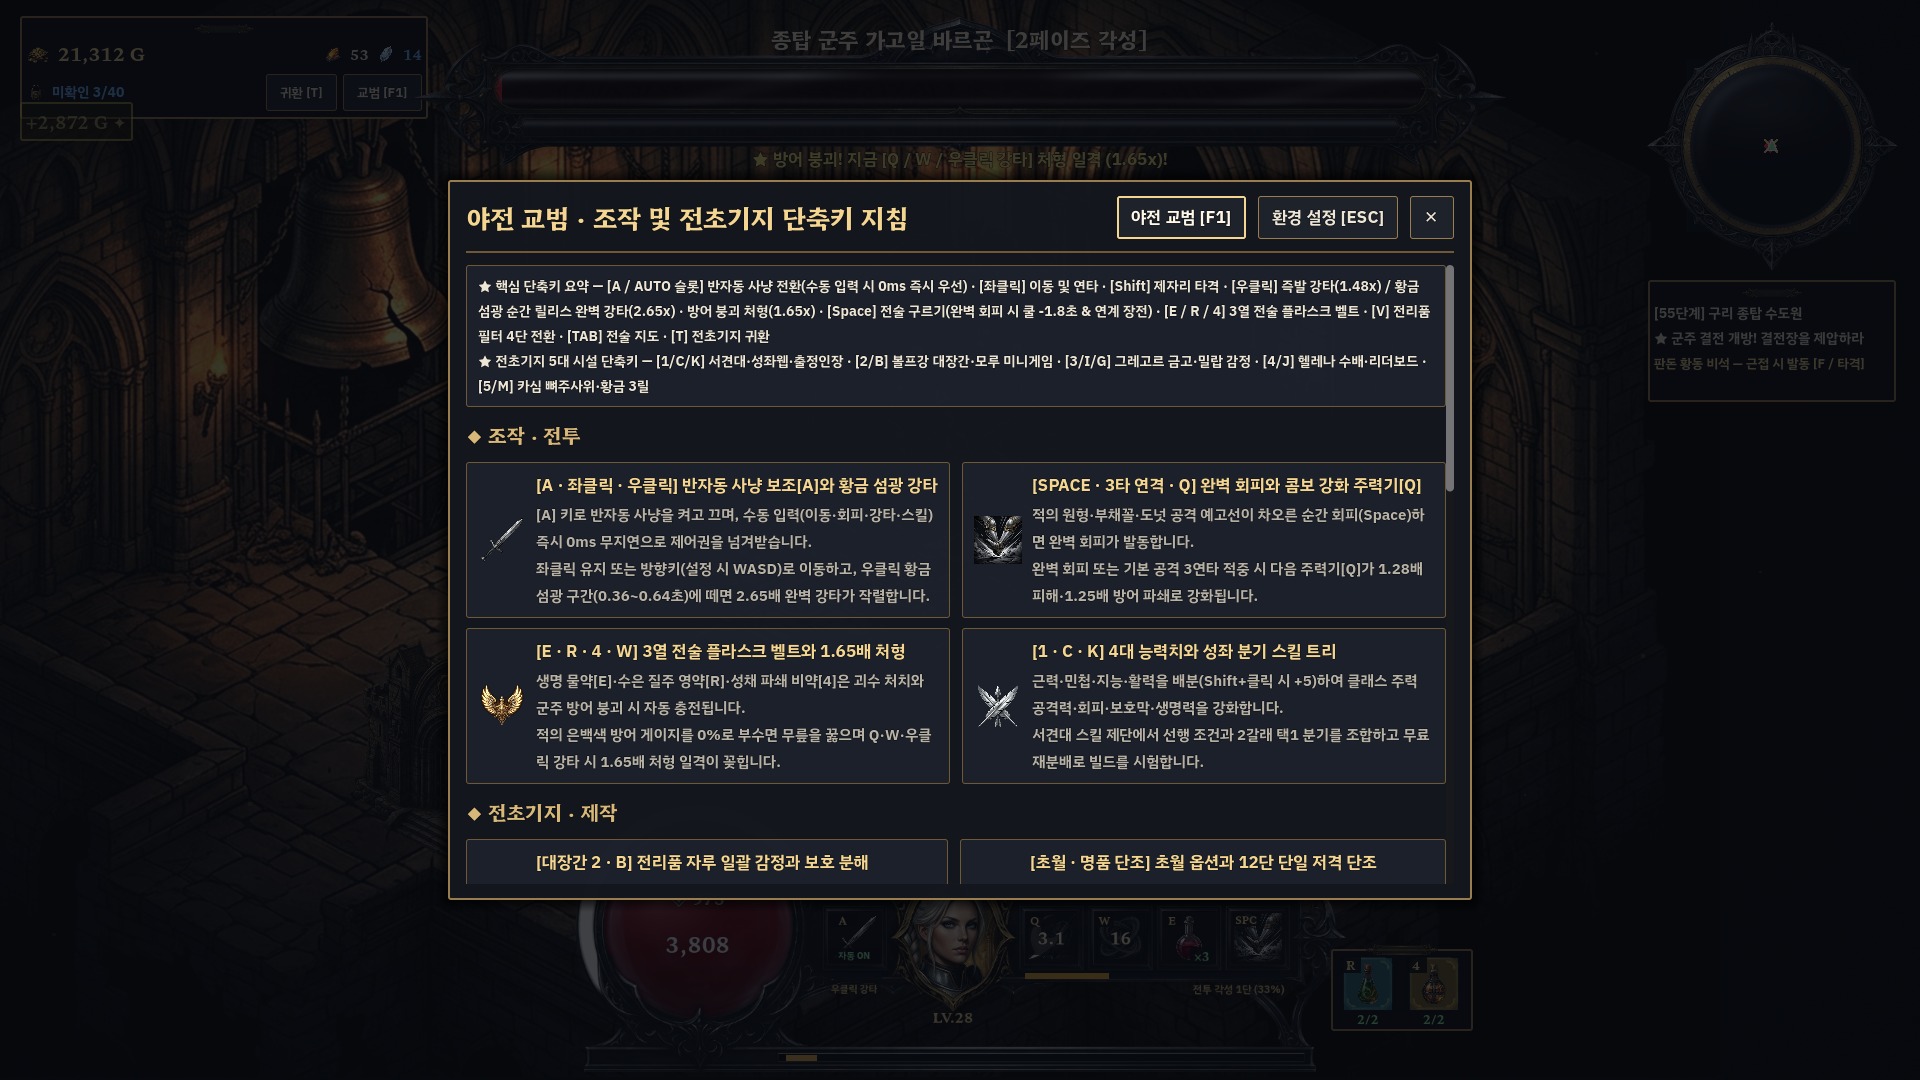 21,312 G
53
14
미확인 3/40
귀환 [T]
교범 [F1]
+2,872 G ✦
종탑 군주 가고일 바르곤 [2페이즈 각성]
★ 방어 붕괴! 지금 [Q / W / 우클릭 강타] 처형 일격 (1.65x)!
야전 교범 · 조작 및 전초기지 단축키 지침
야전 교범 [F1]
환경 설정 [ESC]
×
★ 핵심 단축키 요약 — [A / AUTO 슬롯] 반자동 사냥 전환(수동 입력 시 0ms 즉시 우선) · [좌클릭] 이동 및 연타 · [Shift] 제자리 타격 · [우클릭] 즉발 강타(1.48x) / 황금
섬광 순간 릴리스 완벽 강타(2.65x) · 방어 붕괴 처형(1.65x) · [Space] 전술 구르기(완벽 회피 시 쿨 -1.8초 & 연계 장전) · [E / R / 4] 3열 전술 플라스크 벨트 · [V] 전리품
필터 4단 전환 · [TAB] 전술 지도 · [T] 전초기지 귀환
★ 전초기지 5대 시설 단축키 — [1/C/K] 서견대·성좌웹·출정인장 · [2/B] 볼프강 대장간·모루 미니게임 · [3/I/G] 그레고르 금고·밀랍 감정 · [4/J] 헬레나 수배·리더보드 ·
[5/M] 카심 뼈주사위·황금 3릴
◆ 조작 · 전투
[A · 좌클릭 · 우클릭] 반자동 사냥 보조[A]와 황금 섬광 강타
[A] 키로 반자동 사냥을 켜고 끄며, 수동 입력(이동·회피·강타·스킬)
즉시 0ms 무지연으로 제어권을 넘겨받습니다.
좌클릭 유지 또는 방향키(설정 시 WASD)로 이동하고, 우클릭 황금
섬광 구간(0.36~0.64초)에 떼면 2.65배 완벽 강타가 작렬합니다.
[SPACE · 3타 연격 · Q] 완벽 회피와 콤보 강화 주력기[Q]
적의 원형·부채꼴·도넛 공격 예고선이 차오른 순간 회피(Space)하
면 완벽 회피가 발동합니다.
완벽 회피 또는 기본 공격 3연타 적중 시 다음 주력기[Q]가 1.28배
피해·1.25배 방어 파쇄로 강화됩니다.
[E · R · 4 · W] 3열 전술 플라스크 벨트와 1.65배 처형
생명 물약[E]·수은 질주 영약[R]·성채 파쇄 비약[4]은 괴수 처치와
군주 방어 붕괴 시 자동 충전됩니다.
적의 은백색 방어 게이지를 0%로 부수면 무릎을 꿇으며 Q·W·우클
릭 강타 시 1.65배 처형 일격이 꽂힙니다.
[1 · C · K] 4대 능력치와 성좌 분기 스킬 트리
근력·민첩·지능·활력을 배분(Shift+클릭 시 +5)하여 클래스 주력
공격력·회피·보호막·생명력을 강화합니다.
서견대 스킬 제단에서 선행 조건과 2갈래 택1 분기를 조합하고 무료
재분배로 빌드를 시험합니다.
◆ 전초기지 · 제작
[대장간 2 · B] 전리품 자루 일괄 감정과 보호 분해
[초월 · 명품 단조] 초월 옵션과 12단 단일 저격 단조
[55단계] 구리 종탑 수도원
★ 군주 결전 개방! 결전장을 제압하라
판돈 황동 비석 — 근접 시 발동 [F / 타격]
3,808
A
자동 ON
우클릭 강타
LV.28
Q
3.1
W
16
E
×3
SPC
전투 각성 1단 (33%)
R
2/2
4
2/2